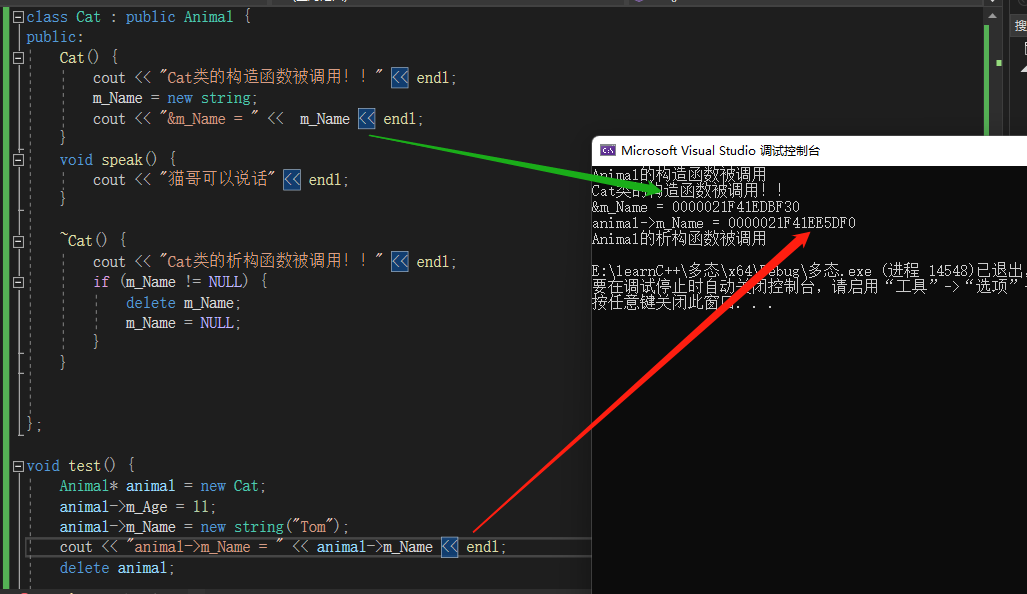 class Cat : public Animal {
public:
Cat() {
cout << "Cat类的构造函数被调用！！" << endl;
m_Name = new string;
cout << "&m_Name = " << m_Name << endl;
}
void speak() {
cout << "猫哥可以说话" << endl;
}
~Cat() {
cout << "Cat类的析构函数被调用！！" << endl;
if (m_Name != NULL) {
delete m_Name;
m_Name = NULL;
}
}
};
void test() {
Animal* animal = new Cat;
animal->m_Age = 11;
animal->m_Name = new string("Tom");
cout << "animal->m_Name = " << animal->m_Name << endl;
delete animal;
搜
Microsoft Visual Studio 调试控制台
Animal的构造函数被调用
Cat类的构造函数被调用！！
&m_Name = 0000021F41EDBF30
animal->m_Name = 0000021F41EE5DF0
Animal的析构函数被调用
E:\learnC++\多态\x64\Debug\多态.exe (进程 14548)已退出，
要在调试停止时自动关闭控制台，请启用“工具”->“选项”-
按任意键关闭此窗口. . .